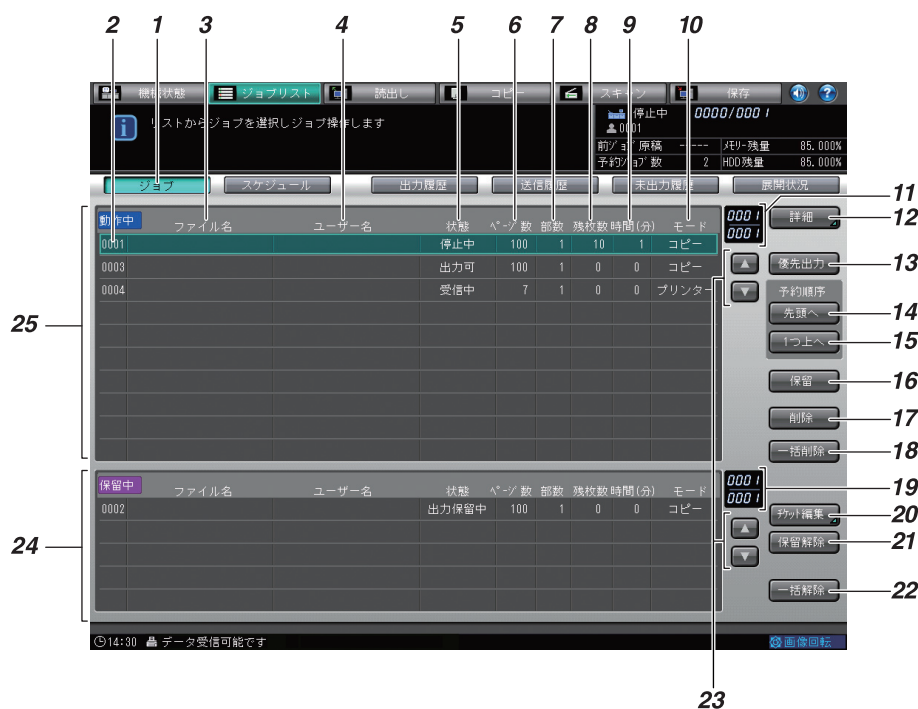 2 1 3 4 5 6 7 8 9 10
機械状態 ジョブリスト 読出し コピー スキャン 保存
リストからジョブを選択しジョブ操作します
停止中 0000/0001
0001
前ジョブ原稿 ----- メモリー残量 85.000%
予約ジョブ数 2 HDD残量 85.000%
ジョブ スケジュール 出力履歴 送信履歴 未出力履歴 展開状況
動作中 ファイル名 ユーザー名 状態 ページ数 部数 残枚数 時間(分) モード
0001 停止中 100 1 10 1 コピー
0003 出力可 100 1 0 0 コピー
0004 受信中 7 1 0 0 プリンター
0001
0001
詳細
優先出力
予約順序
先頭へ
1つ上へ
保留
削除
一括削除
11
12
13
14
15
16
17
18
25
保留中 ファイル名 ユーザー名 状態 ページ数 部数 残枚数 時間(分) モード
0002 出力保留中 100 1 0 0 コピー
0001
0001
チケット編集
保留解除
一括解除
19
20
21
22
24
14:30 データ受信可能です 画像回転
23